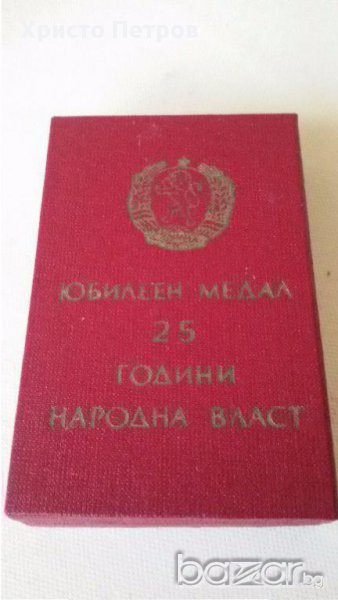 Христо Петров
ЮБИЛЕЕН МЕДАЛ
25
ГОДИНИ
НАРОДНА ВЛАСТ
bazar.bg